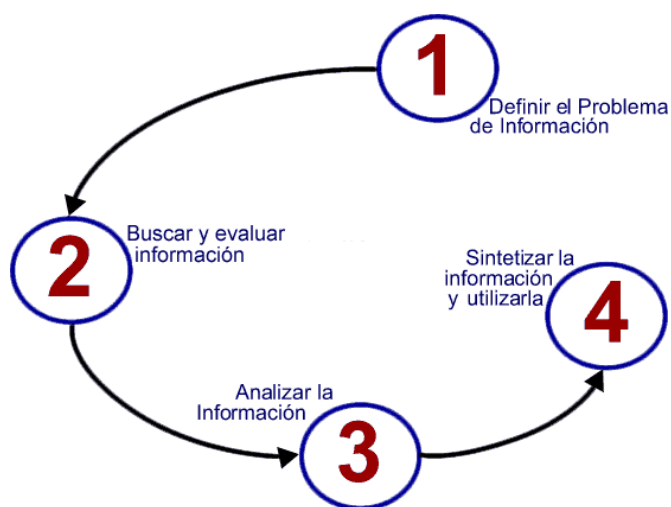 1
Definir el Problema
de Información
2
Buscar y evaluar
información
3
Analizar la
Información
4
Sintetizar la
información
y utilizarla